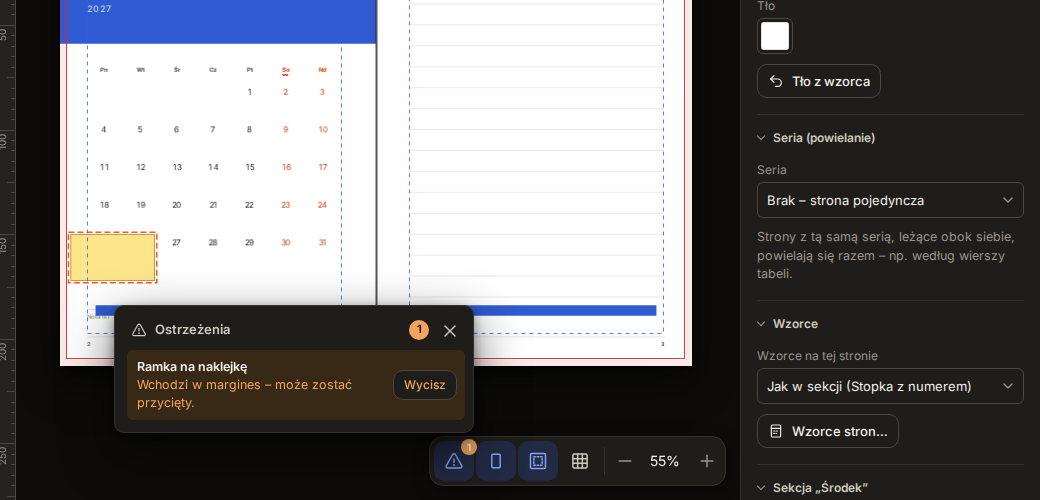 2027
Pn Wt Śr Cz Pt So Nd
1 2 3
4 5 6 7 8 9 10
11 12 13 14 15 16 17
18 19 20 21 22 23 24
27 28 29 30 31
2
3
50
100
150
200
250
Ostrzeżenia
1
Ramka na naklejkę
Wchodzi w margines – może zostać
przycięty.
Wycisz
1
55%
Tło
Tło z wzorca
Seria (powielanie)
Seria
Brak – strona pojedyncza
Strony z tą samą serią, leżące obok siebie,
powielają się razem – np. według wierszy
tabeli.
Wzorce
Wzorce na tej stronie
Jak w sekcji (Stopka z numerem)
Wzorce stron...
Sekcja „Środek”